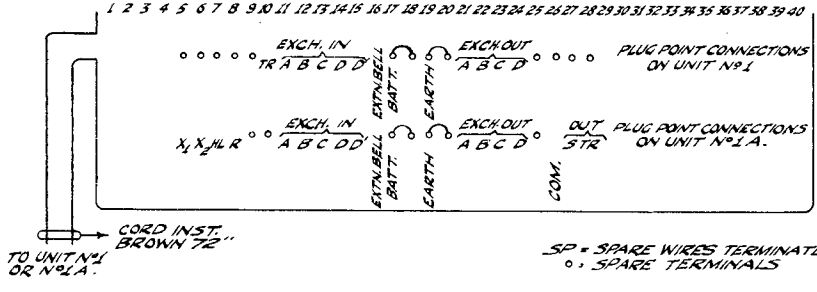 1 2 3 4 5 6 7 8 9 10 11 12 13 14 15 16 17 18 19 20 21 22 23 24 25 26 27 28 29 30 31 32 33 34 35 36 37 38 39 40
EXCH. IN
EXCH.OUT
PLUG POINT CONNECTIONS
ON UNIT Nº1
TR A B C D D'
EXTN.BELL
BATT.
EARTH
A B C D
EXCH. IN
EXCH.OUT
OUT
PLUG POINT CONNECTIONS
ON UNIT Nº1A.
X1 X2 HL R
A B C D D'
EXTN.BELL
BATT.
EARTH
A B C D
COM.
STR
CORD INST.
BROWN 72"
TO UNIT Nº1
OR Nº1A.
SP = SPARE WIRES TERMINATE
o = SPARE TERMINALS